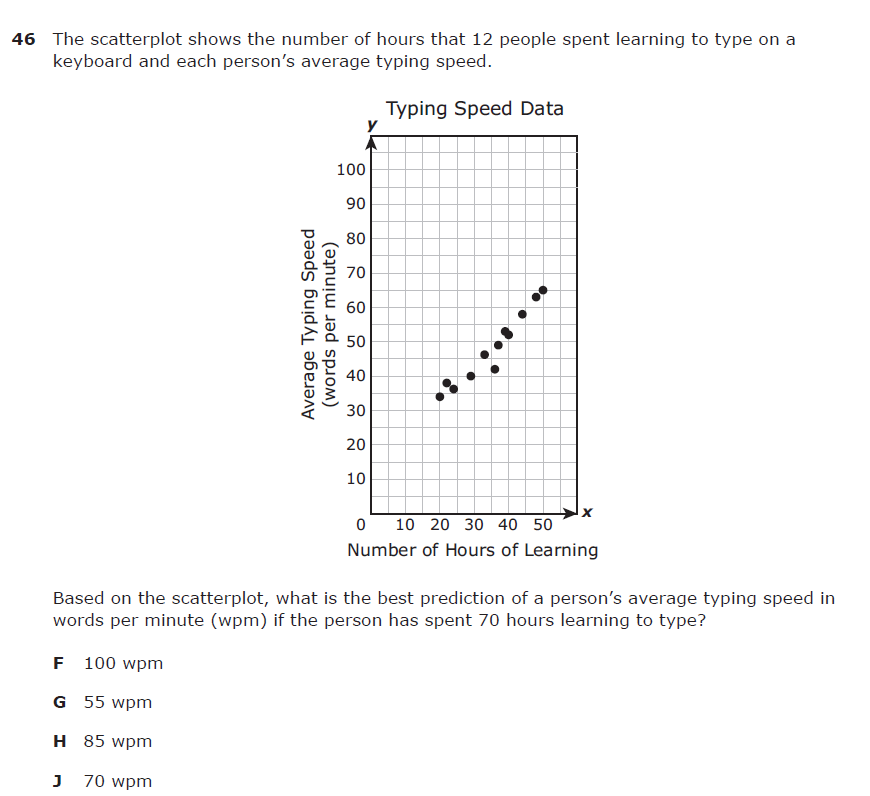 46 The scatterplot shows the number of hours that 12 people spent learning to type on a
keyboard and each person’s average typing speed.
Typing Speed Data
y
100
90
80
70
60
50
40
30
20
10
Average Typing Speed
(words per minute)
0 10 20 30 40 50
x
Number of Hours of Learning
Based on the scatterplot, what is the best prediction of a person’s average typing speed in
words per minute (wpm) if the person has spent 70 hours learning to type?
F 100 wpm
G 55 wpm
H 85 wpm
J 70 wpm